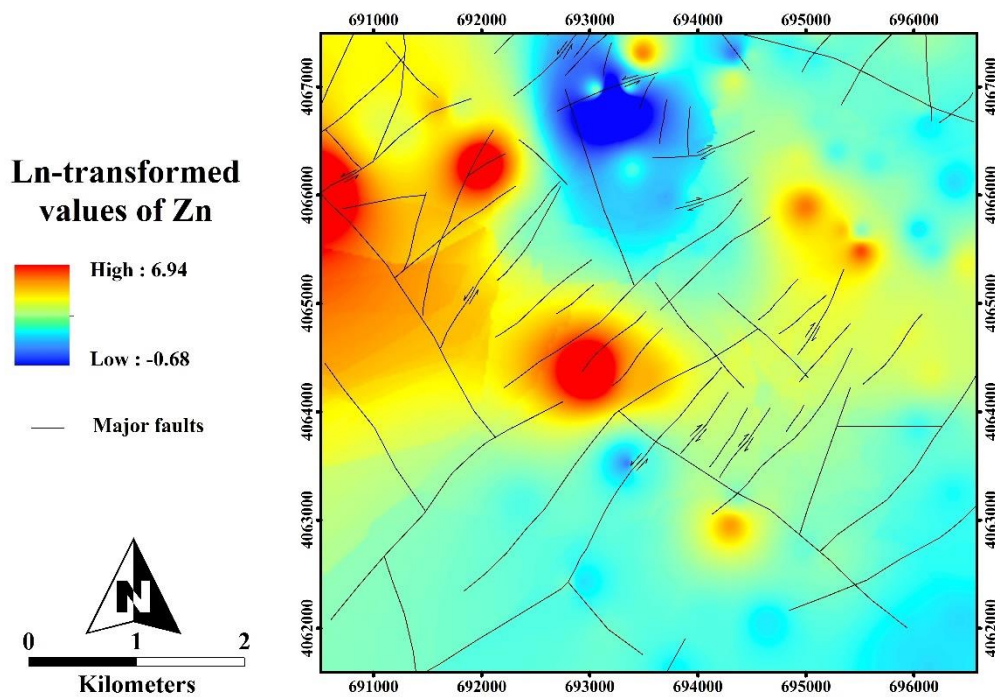 691000 692000 693000 694000 695000 696000
4067000
4066000
4065000
4064000
4063000
4062000
Ln-transformed
values of Zn
High : 6.94
Low : -0.68
Major faults
N
0 1 2
Kilometers
4067000
4066000
4065000
4064000
4063000
4062000
691000 692000 693000 694000 695000 696000